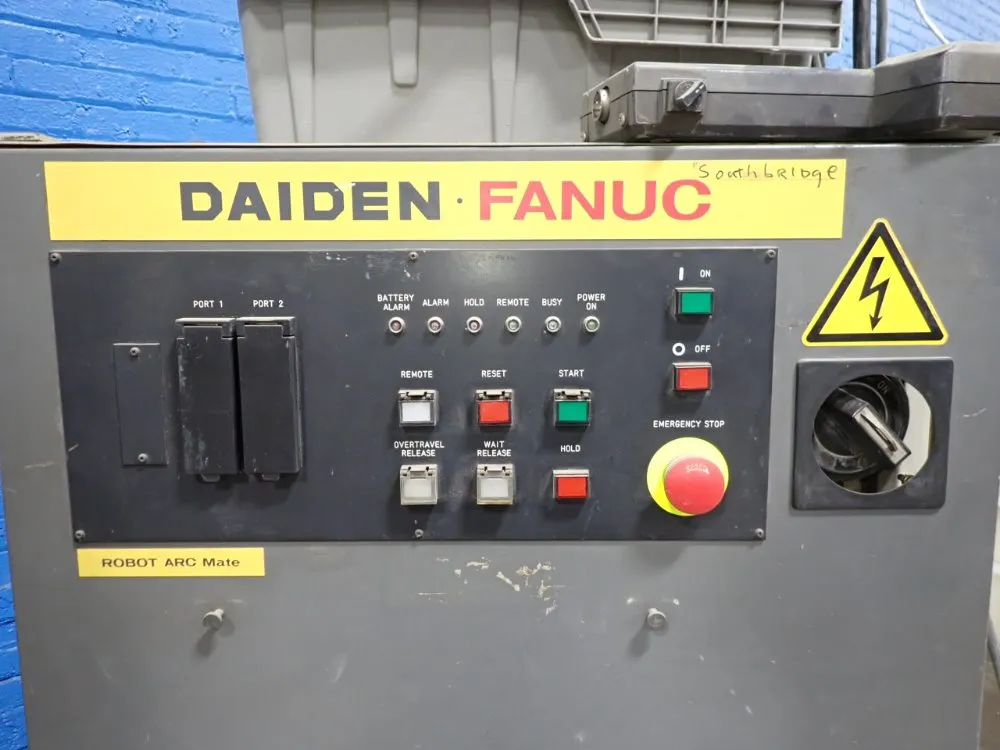 "Southbridge
DAIDEN · FANUC
ON
PORT 1 PORT 2
BATTERY ALARM
ALARM
HOLD
REMOTE
BUSY
POWER ON
OFF
REMOTE
RESET
START
OVERTRAVEL RELEASE
WAIT RELEASE
HOLD
EMERGENCY STOP
ON
ROBOT ARC Mate